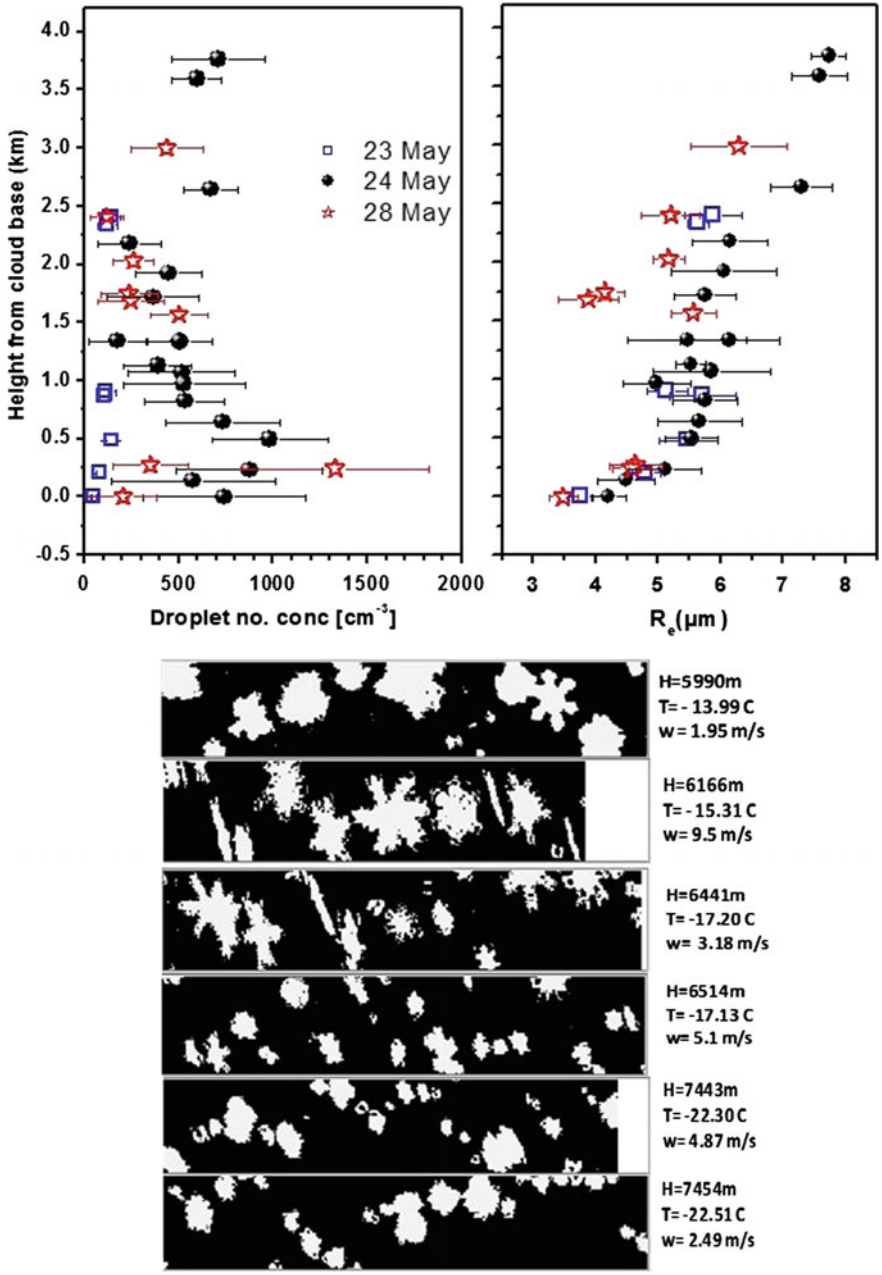 4.0
3.5
3.0
2.5
2.0
1.5
1.0
0.5
0.0
-0.5
Height from cloud base (km)
23 May
24 May
28 May
0 500 1000 1500 2000
Droplet no. conc [cm-3]
3 4 5 6 7 8
Re(µm)
H=5990m
T= - 13.99 C
w = 1.95 m/s
H=6166m
T= - 15.31 C
w= 9.5 m/s
H=6441m
T= -17.20 C
w= 3.18 m/s
H=6514m
T= -17.13 C
w= 5.1 m/s
H=7443m
T= -22.30 C
w= 4.87 m/s
H=7454m
T= -22.51 C
w= 2.49 m/s